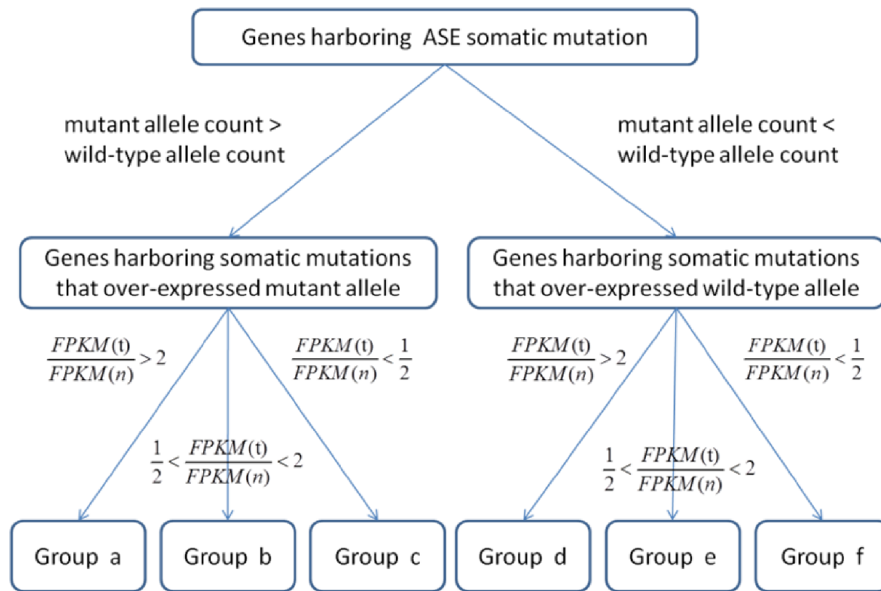 Genes harboring ASE somatic mutation
mutant allele count >
wild-type allele count
mutant allele count <
wild-type allele count
Genes harboring somatic mutations
that over-expressed mutant allele
Genes harboring somatic mutations
that over-expressed wild-type allele
FPKM(t)/FPKM(n) > 2
FPKM(t)/FPKM(n) < 1/2
1/2 < FPKM(t)/FPKM(n) < 2
FPKM(t)/FPKM(n) > 2
FPKM(t)/FPKM(n) < 1/2
1/2 < FPKM(t)/FPKM(n) < 2
Group a
Group b
Group c
Group d
Group e
Group f